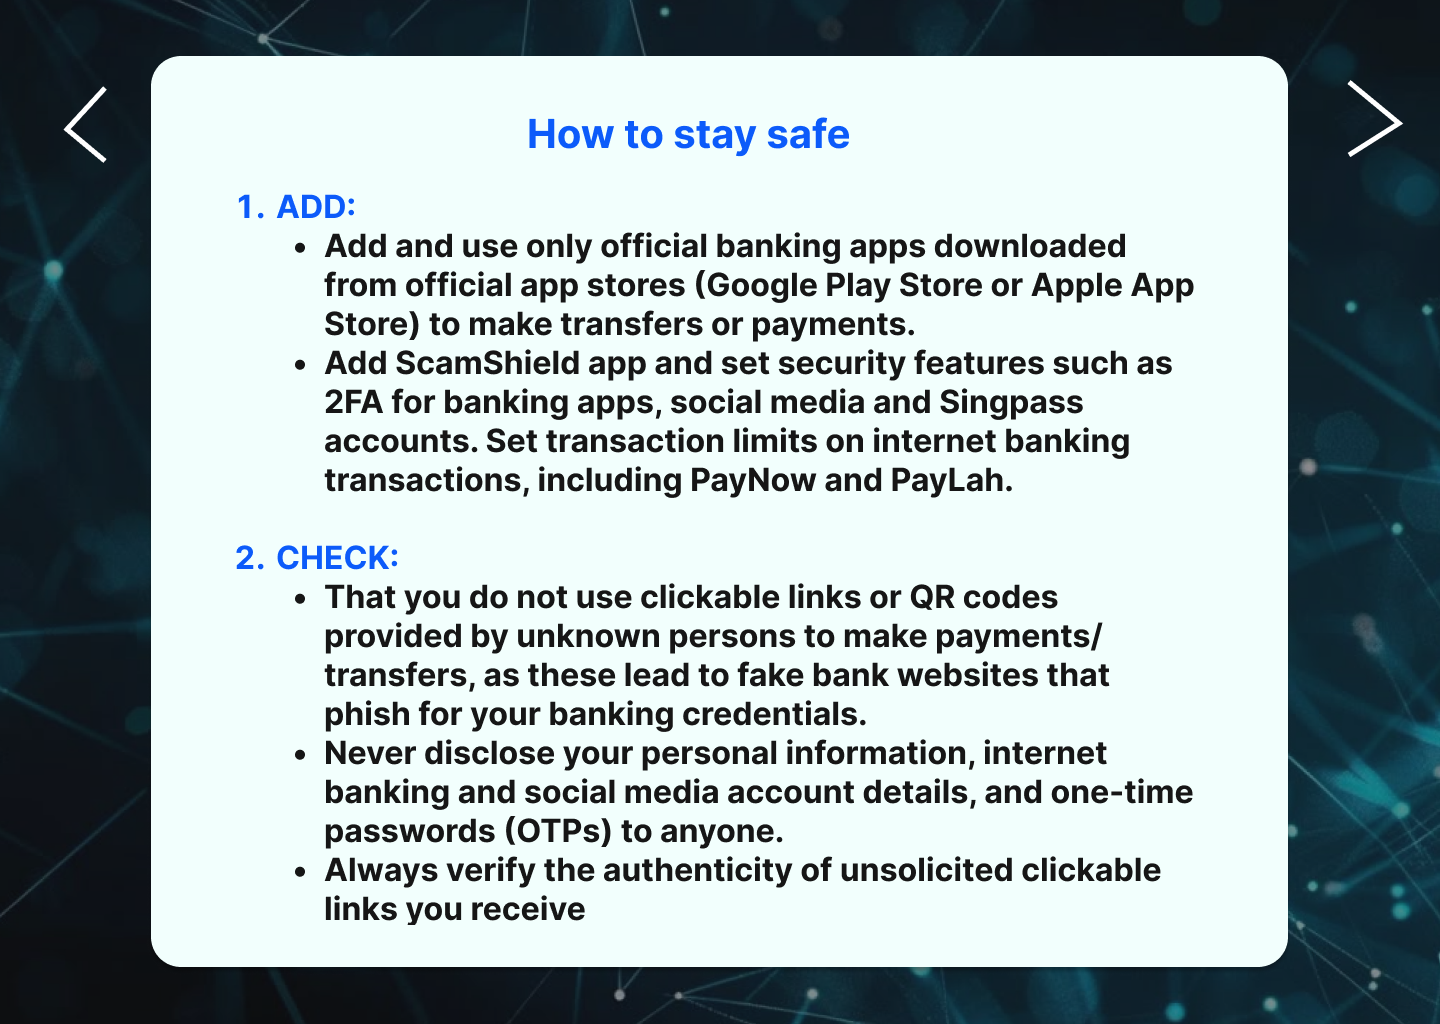 How to stay safe
1. ADD:
• Add and use only official banking apps downloaded
from official app stores (Google Play Store or Apple App
Store) to make transfers or payments.
• Add ScamShield app and set security features such as
2FA for banking apps, social media and Singpass
accounts. Set transaction limits on internet banking
transactions, including PayNow and PayLah.
2. CHECK:
• That you do not use clickable links or QR codes
provided by unknown persons to make payments/
transfers, as these lead to fake bank websites that
phish for your banking credentials.
• Never disclose your personal information, internet
banking and social media account details, and one-time
passwords (OTPs) to anyone.
• Always verify the authenticity of unsolicited clickable
links you receive